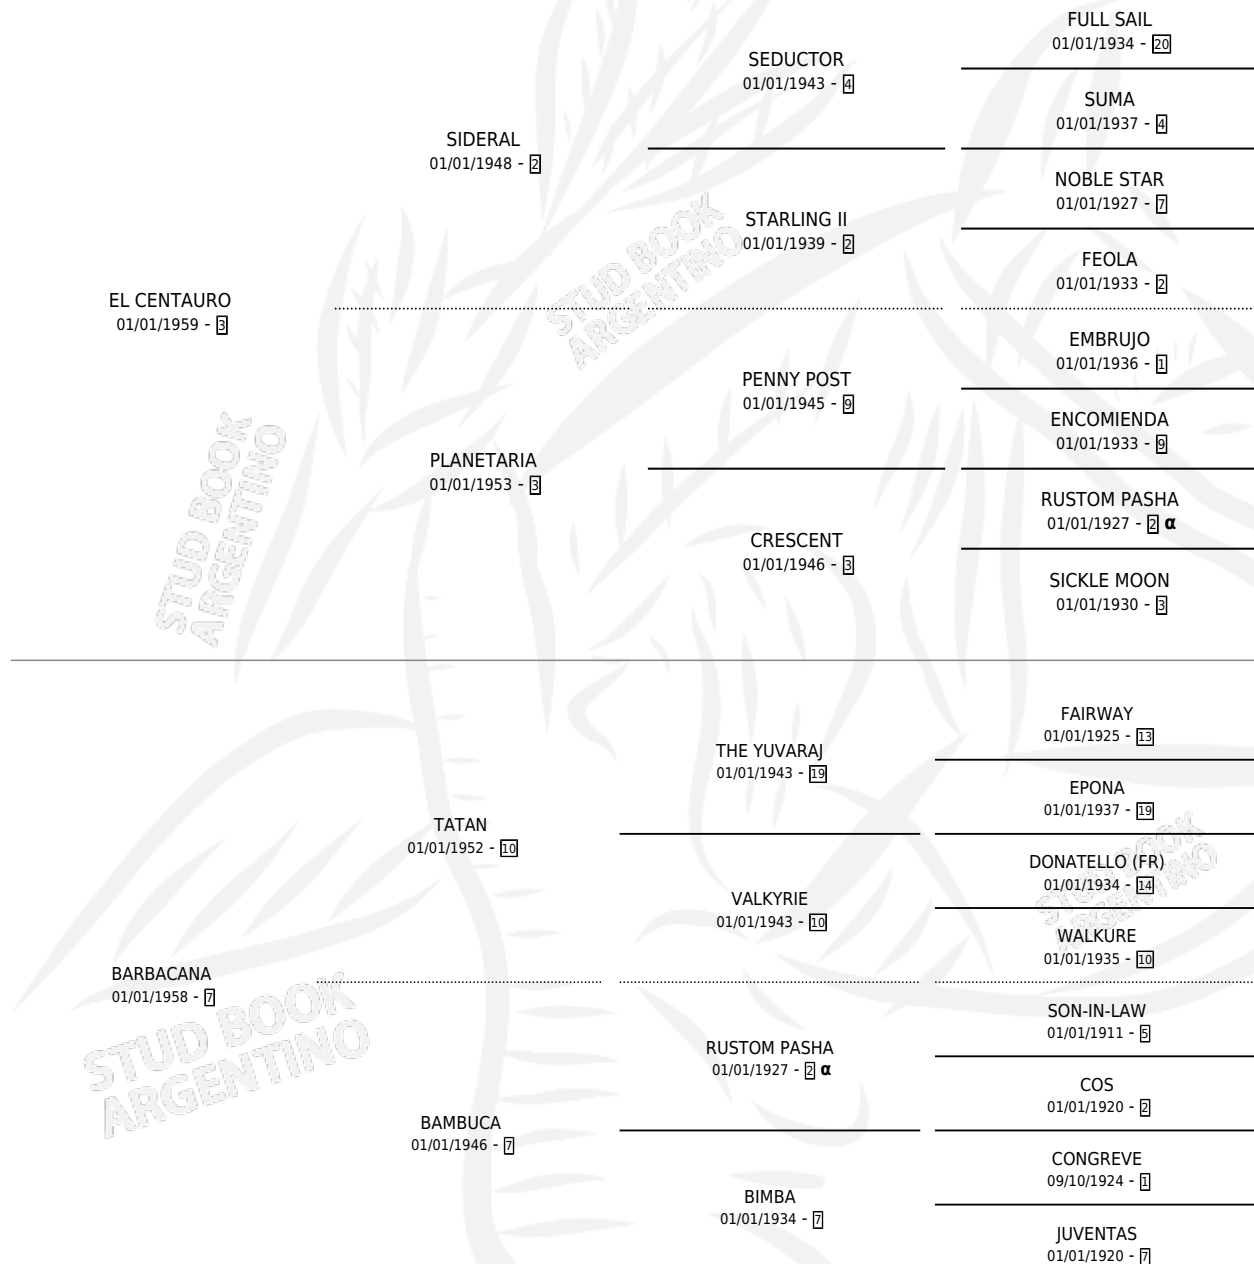 FULL SAIL
01/01/1934 - 20
SEDUCTOR
01/01/1943 - 4
SUMA
01/01/1937 - 4
SIDERAL
01/01/1948 - 2
NOBLE STAR
01/01/1927 - 7
STARLING II
01/01/1939 - 2
FEOLA
01/01/1933 - 2
EL CENTAURO
01/01/1959 - 3
EMBRUJO
01/01/1936 - 1
PENNY POST
01/01/1945 - 9
ENCOMIENDA
01/01/1933 - 9
PLANETARIA
01/01/1953 - 3
RUSTOM PASHA
01/01/1927 - 2 α
CRESCENT
01/01/1946 - 3
SICKLE MOON
01/01/1930 - 3
STUD BOOK
ARGENTINO
STUD BOOK
ARGENTINO
FAIRWAY
01/01/1925 - 13
THE YUVARAJ
01/01/1943 - 19
EPONA
01/01/1937 - 19
TATAN
01/01/1952 - 10
DONATELLO (FR)
01/01/1934 - 14
VALKYRIE
01/01/1943 - 10
WALKURE
01/01/1935 - 10
BARBACANA
01/01/1958 - 7
SON-IN-LAW
01/01/1911 - 5
RUSTOM PASHA
01/01/1927 - 2 α
COS
01/01/1920 - 2
BAMBUCA
01/01/1946 - 7
CONGREVE
09/10/1924 - 1
BIMBA
01/01/1934 - 7
JUVENTAS
01/01/1920 - 7
STUD BOOK
ARGENTINO
STUD BOOK
ARGENTINO